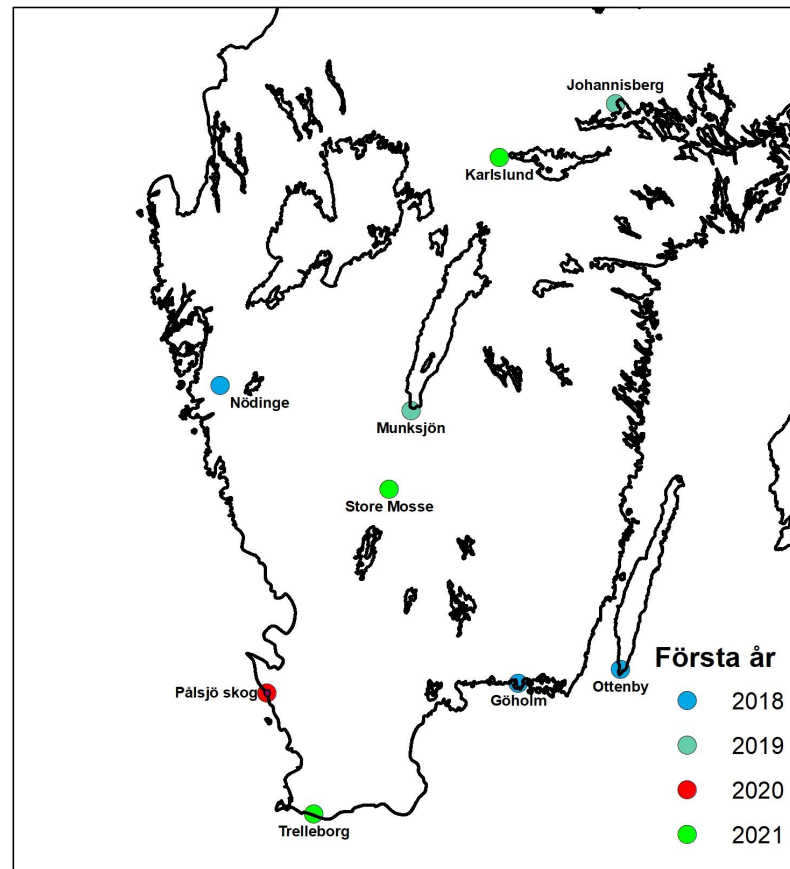 Johannisberg
Karlslund
Nödinge
Munksjön
Store Mosse
Första år
Ottenby
Pålsjö skog
Göholm
2018
2019
2020
Trelleborg
2021